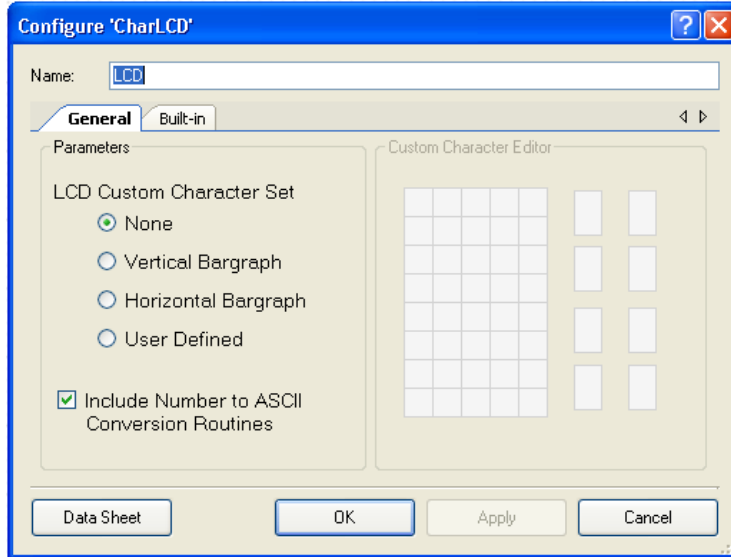 Configure 'CharLCD'
Name: LCD
General Built-in
Parameters
Custom Character Editor
LCD Custom Character Set
None
Vertical Bargraph
Horizontal Bargraph
User Defined
Include Number to ASCII
Conversion Routines
Data Sheet OK Apply Cancel